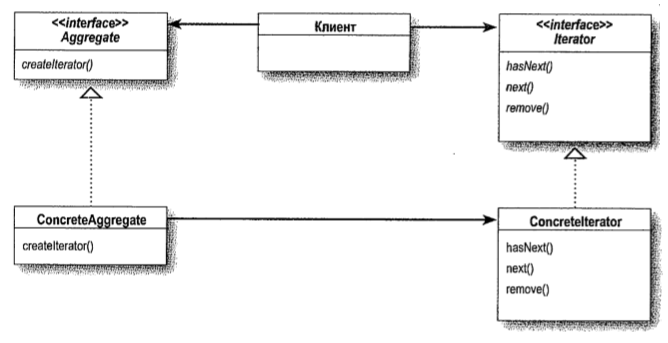 <<interface>>
Aggregate
createIterator()
Клиент
<<interface>>
Iterator
hasNext()
next()
remove()
ConcreteAggregate
createIterator()
ConcreteIterator
hasNext()
next()
remove()